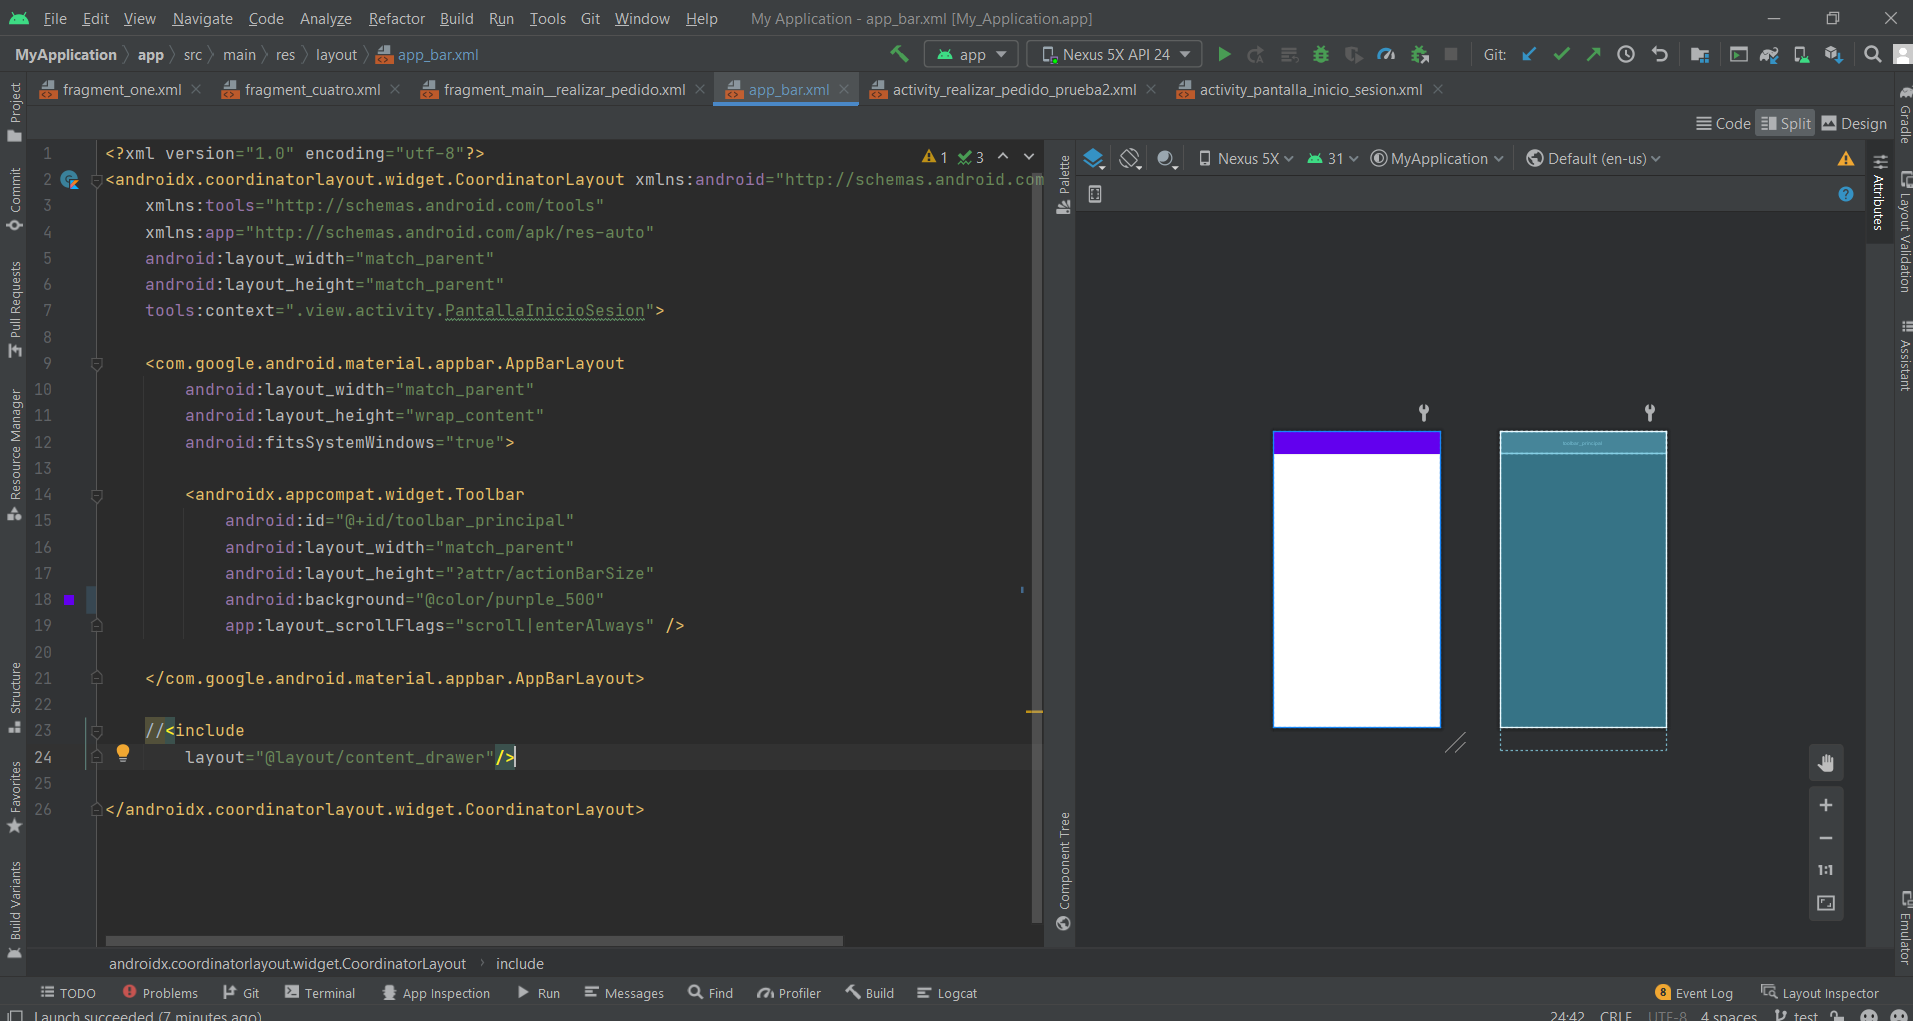 File Edit View Navigate Code Analyze Refactor Build Run Tools Git Window Help My Application - app_bar.xml [My_Application.app]
MyApplication app src main res layout app_bar.xml app Nexus 5X API 24 Git:
fragment_one.xml fragment_cuatro.xml fragment_main__realizar_pedido.xml app_bar.xml activity_realizar_pedido_prueba2.xml activity_pantalla_inicio_sesion.xml
Code Split Design
Project
Commit
Pull Requests
Resource Manager
Structure
Favorites
Build Variants
1 <?xml version="1.0" encoding="utf-8"?>
2 <androidx.coordinatorlayout.widget.CoordinatorLayout xmlns:android="http://schemas.android.com
3 xmlns:tools="http://schemas.android.com/tools"
4 xmlns:app="http://schemas.android.com/apk/res-auto"
5 android:layout_width="match_parent"
6 android:layout_height="match_parent"
7 tools:context=".view.activity.PantallaInicioSesion">
8
9 <com.google.android.material.appbar.AppBarLayout
10 android:layout_width="match_parent"
11 android:layout_height="wrap_content"
12 android:fitsSystemWindows="true">
13
14 <androidx.appcompat.widget.Toolbar
15 android:id="@+id/toolbar_principal"
16 android:layout_width="match_parent"
17 android:layout_height="?attr/actionBarSize"
18 android:background="@color/purple_500"
19 app:layout_scrollFlags="scroll|enterAlways" />
20
21 </com.google.android.material.appbar.AppBarLayout>
22
23 //<include
24 layout="@layout/content_drawer"/>
25
26 </androidx.coordinatorlayout.widget.CoordinatorLayout>
1 3
Palette
Component Tree
Nexus 5X 31 MyApplication Default (en-us)
toolbar_principal
1:1
Attributes
Gradle
Layout Validation
Assistant
Emulator
androidx.coordinatorlayout.widget.CoordinatorLayout include
TODO Problems Git Terminal App Inspection Run Messages Find Profiler Build Logcat 8 Event Log Layout Inspector
Launch succeeded (7 minutes ago) 24:42 CRLF UTF-8 4 spaces test